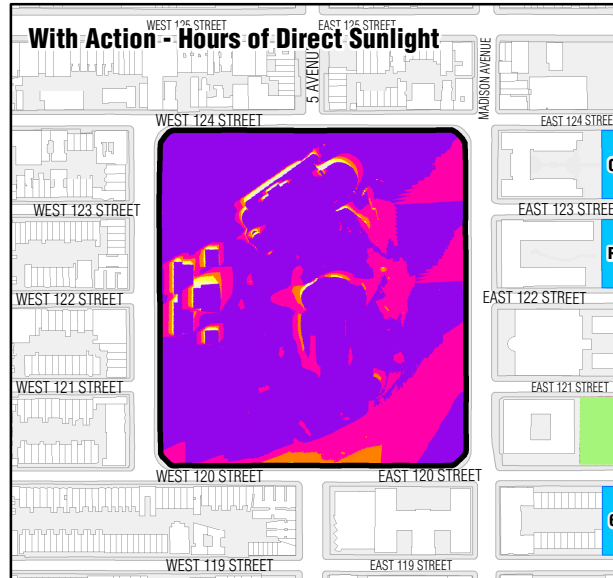 WEST 125 STREET
EAST 125 STREET
With Action - Hours of Direct Sunlight
5 AVENUE
MADISON AVENUE
WEST 124 STREET
EAST 124 STREE
WEST 123 STREET
EAST 123 STREE
WEST 122 STREET
EAST 122 STREET
WEST 121 STREET
EAST 121 STREET
WEST 120 STREET
EAST 120 STREET
WEST 119 STREET
EAST 119 STREET